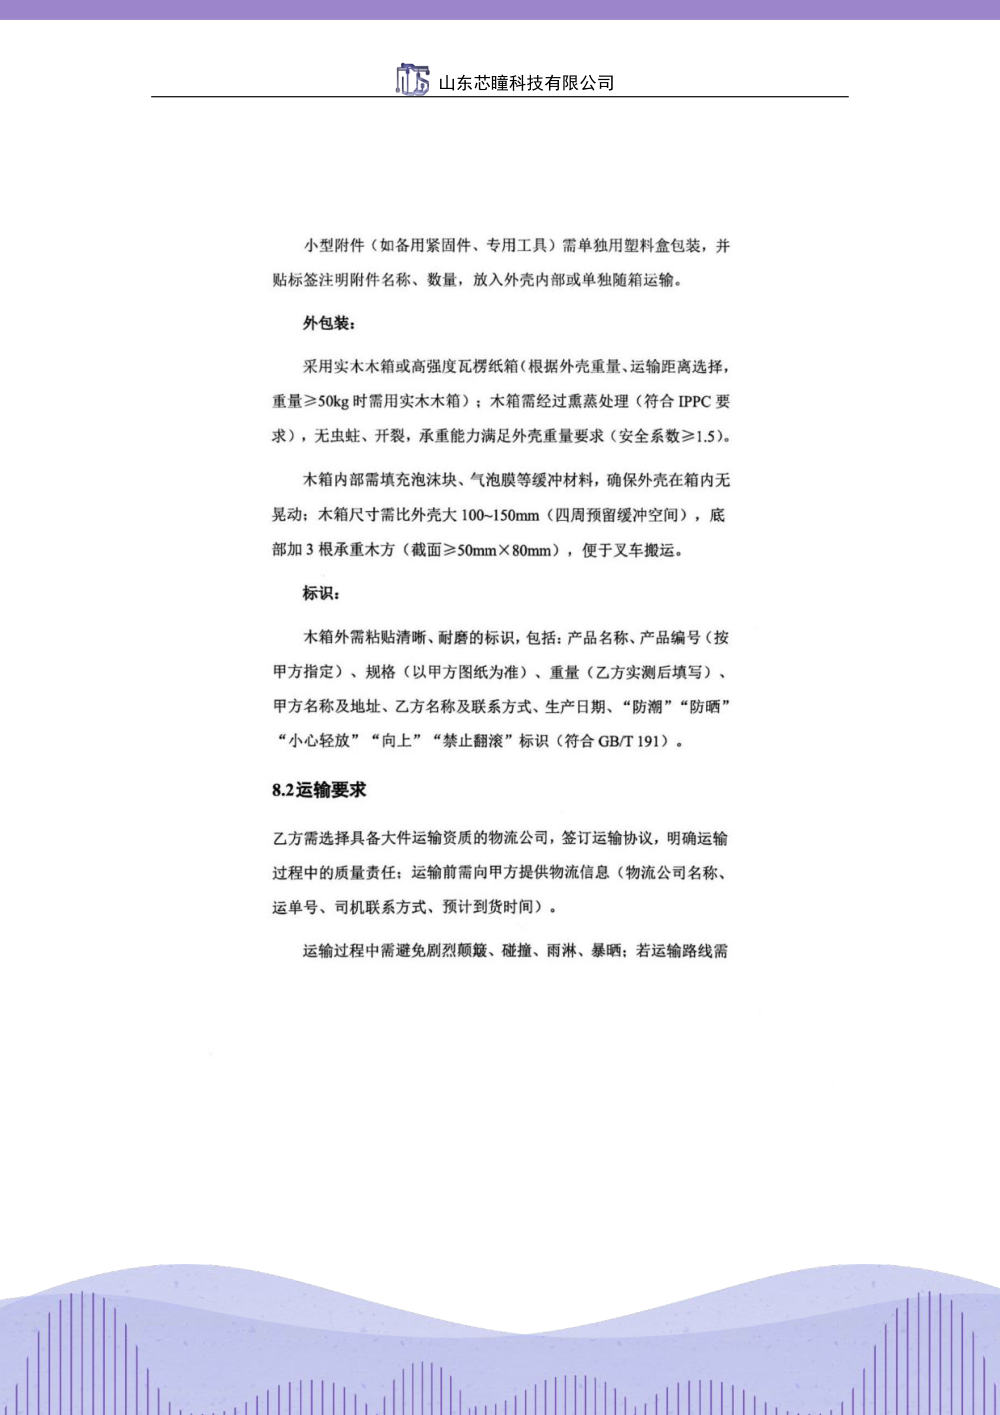 山东芯瞳科技有限公司
小型附件（如备用紧固件、专用工具）需单独用塑料盒包装，并
贴标签注明附件名称、数量，放入外壳内部或单独随箱运输。
外包装：
采用实木木箱或高强度瓦楞纸箱（根据外壳重量、运输距离选择，
重量≥50kg 时需用实木木箱）；木箱需经过熏蒸处理（符合 IPPC 要
求），无虫蛀、开裂，承重能力满足外壳重量要求（安全系数≥1.5）。
木箱内部需填充泡沫块、气泡膜等缓冲材料，确保外壳在箱内无
晃动；木箱尺寸需比外壳大 100~150mm（四周预留缓冲空间），底
部加 3 根承重木方（截面≥50mm×80mm），便于叉车搬运。
标识：
木箱外需粘贴清晰、耐磨的标识，包括：产品名称、产品编号（按
甲方指定）、规格（以甲方图纸为准）、重量（乙方实测后填写）、
甲方名称及地址、乙方名称及联系方式、生产日期、“防潮”“防晒”
“小心轻放”“向上”“禁止翻滚”标识（符合 GB/T 191）。
8.2运输要求
乙方需选择具备大件运输资质的物流公司，签订运输协议，明确运输
过程中的质量责任；运输前需向甲方提供物流信息（物流公司名称、
运单号、司机联系方式、预计到货时间）。
运输过程中需避免剧烈颠簸、碰撞、雨淋、暴晒；若运输路线需